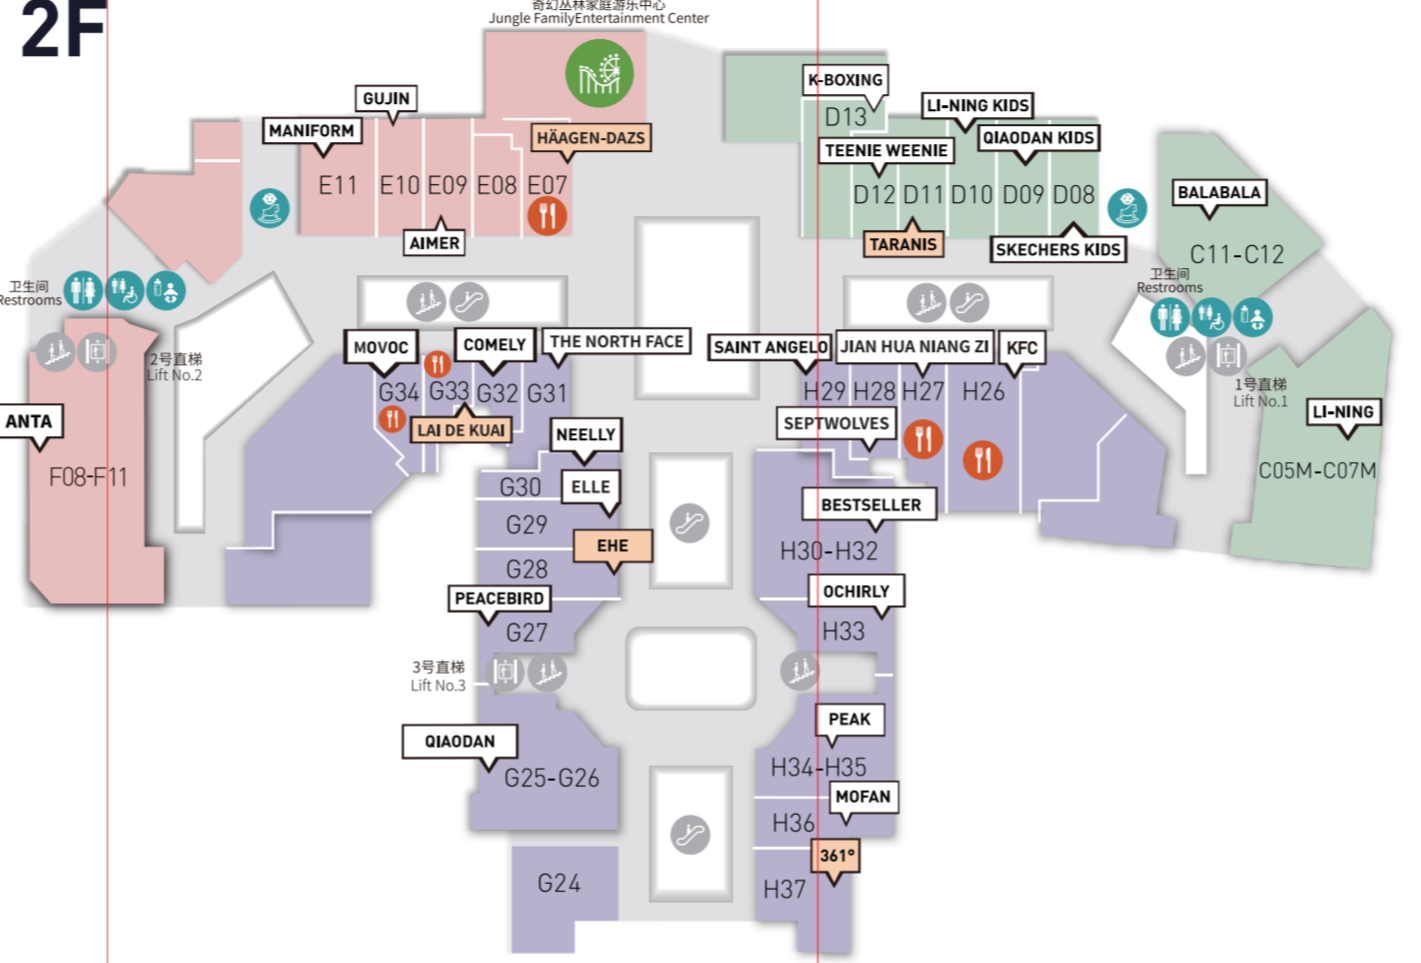 2F
奇幻丛林家庭游乐中心
Jungle FamilyEntertainment Center
K-BOXING
GUJIN
LI-NING KIDS
D13
MANIFORM
HÄAGEN-DAZS
QIAODAN KIDS
TEENIE WEENIE
E11
E10
E09
E08
E07
D12
D11
D10
D09
D08
BALABALA
AIMER
TARANIS
SKECHERS KIDS
C11-C12
卫生间
Restrooms
卫生间
Restrooms
2号直梯
Lift No.2
MOVOC
COMELY
THE NORTH FACE
SAINT ANGELO
JIAN HUA NIANG ZI
KFC
1号直梯
Lift No.1
G34
G33
G32
G31
H29
H28
H27
H26
ANTA
LAI DE KUAI
NEELLY
SEPTWOLVES
LI-NING
F08-F11
C05M-C07M
G30
ELLE
BESTSELLER
G29
EHE
H30-H32
G28
PEACEBIRD
OCHIRLY
G27
H33
3号直梯
Lift No.3
PEAK
QIAODAN
G25-G26
H34-H35
MOFAN
H36
361°
G24
H37